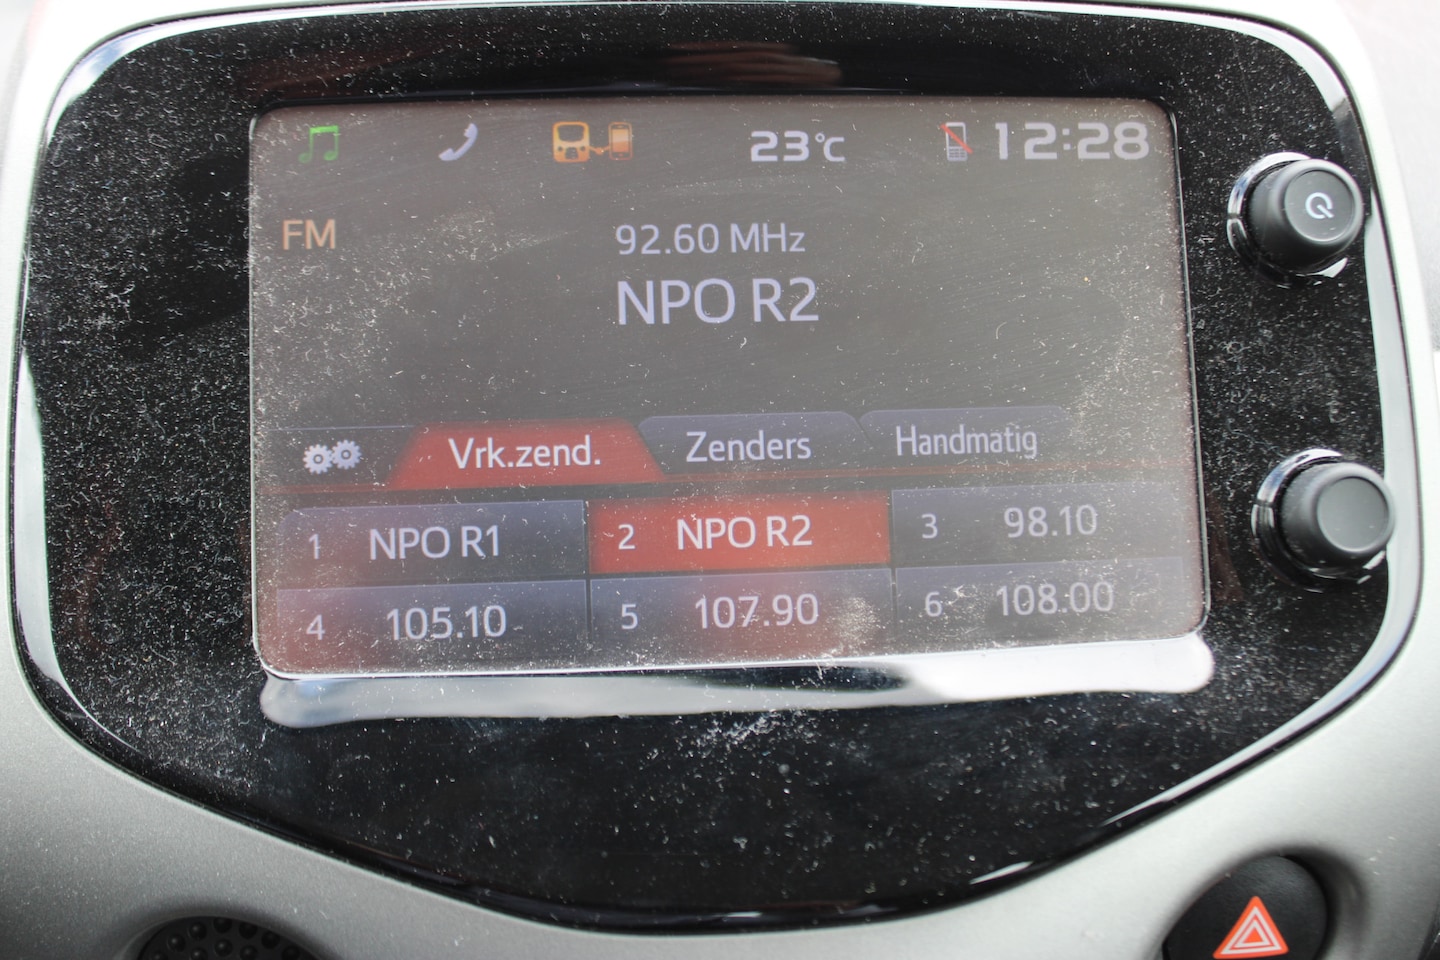 23°C 12:28
FM
92.60 MHz
NPO R2
Vrk.zend. Zenders Handmatig
1 NPO R1 2 NPO R2 3 98.10
4 105.10 5 107.90 6 108.00